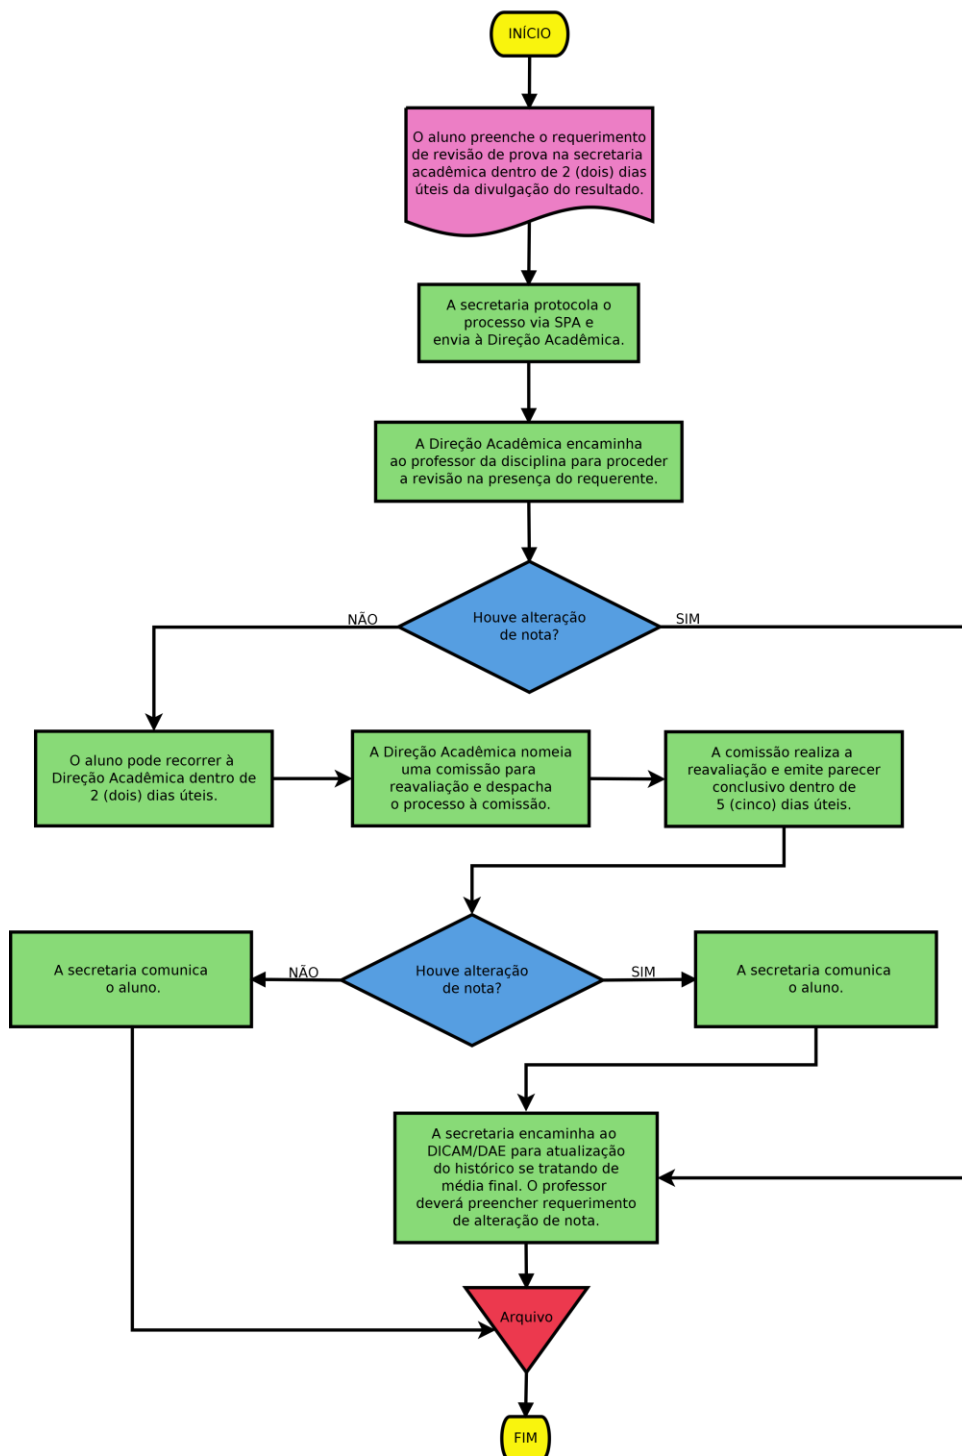 INÍCIO
O aluno preenche o requerimento
de revisão de prova na secretaria
acadêmica dentro de 2 (dois) dias
úteis da divulgação do resultado.
A secretaria protocola o
processo via SPA e
envia à Direção Acadêmica.
A Direção Acadêmica encaminha
ao professor da disciplina para proceder
a revisão na presença do requerente.
Houve alteração
de nota?
NÃO
SIM
O aluno pode recorrer à
Direção Acadêmica dentro de
2 (dois) dias úteis.
A Direção Acadêmica nomeia
uma comissão para
reavaliação e despacha
o processo à comissão.
A comissão realiza a
reavaliação e emite parecer
conclusivo dentro de
5 (cinco) dias úteis.
Houve alteração
de nota?
NÃO
SIM
A secretaria comunica
o aluno.
A secretaria comunica
o aluno.
A secretaria encaminha ao
DICAM/DAE para atualização
do histórico se tratando de
média final. O professor
deverá preencher requerimento
de alteração de nota.
Arquivo
FIM